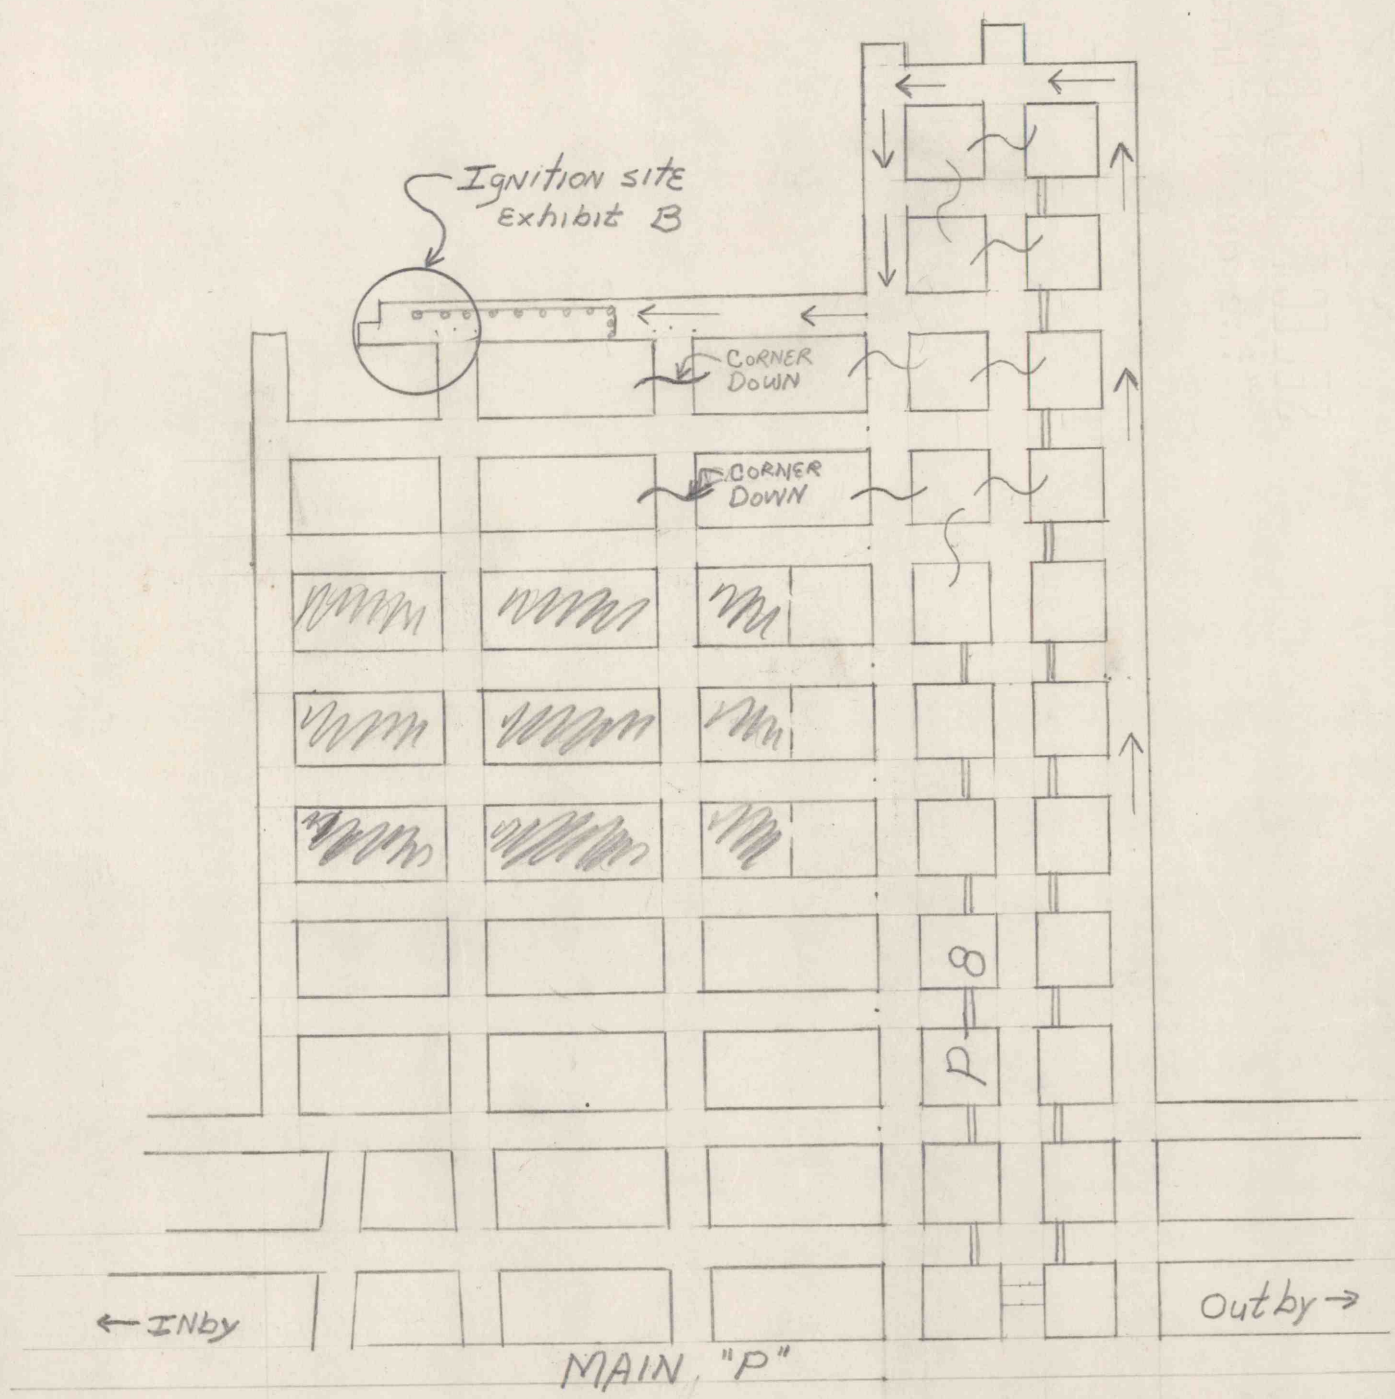 Ignition site
Exhibit B
CORNER
DOWN
CORNER
DOWN
P-8
←INby
Outby→
MAIN "P"